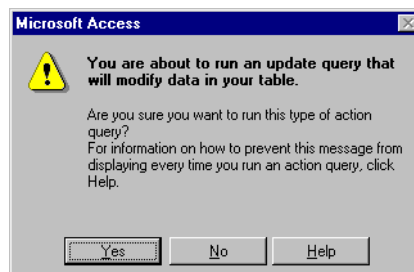 Microsoft Access
You are about to run an update query that
will modify data in your table.
Are you sure you want to run this type of action
query?
For information on how to prevent this message from
displaying every time you run an action query, click
Help.
Yes No Help